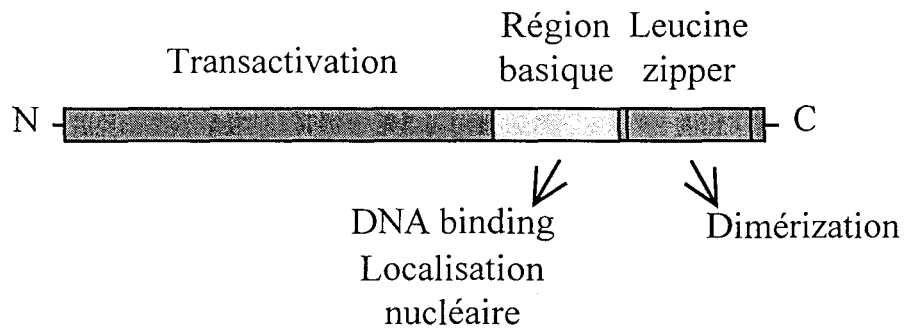 Région Leucine
Transactivation basique zipper
N C
DNA binding Dimérization
Localisation
nucléaire